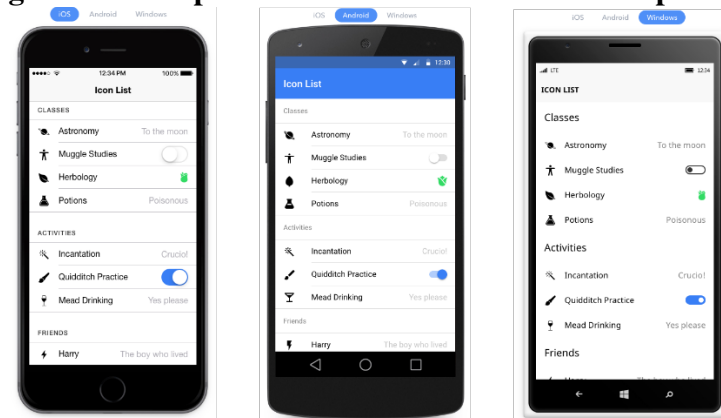 iOS Android Windows
12:34 PM 100%
Icon List
CLASSES
Astronomy To the moon
Muggle Studies
Herbology
Potions Poisonous
ACTIVITIES
Incantation Crucio!
Quidditch Practice
Mead Drinking Yes please
FRIENDS
Harry The boy who lived
iOS Android Windows
12:30
Icon List
Classes
Astronomy To the moon
Muggle Studies
Herbology
Potions Poisonous
Activities
Incantation Crucio!
Quidditch Practice
Mead Drinking Yes please
Friends
Harry The boy who lived
iOS Android Windows
LTE 12:34
ICON LIST
Classes
Astronomy To the moon
Muggle Studies
Herbology
Potions Poisonous
Activities
Incantation Crucio!
Quidditch Practice
Mead Drinking Yes please
Friends